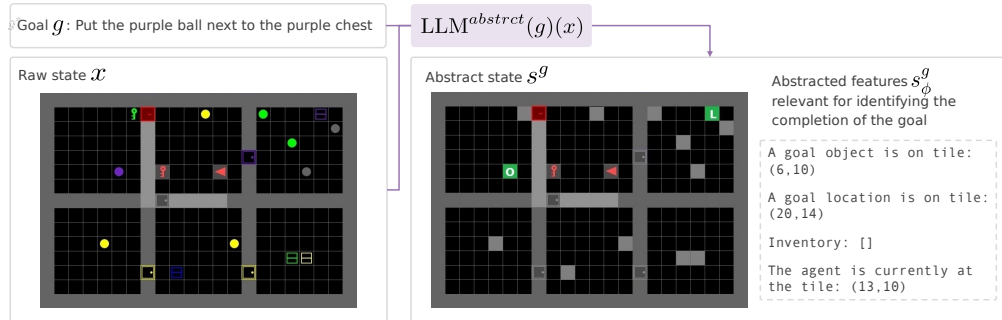 Goal g: Put the purple ball next to the purple chest
LLM^{abstrct}(g)(x)
Raw state x
Abstract state s^g
Abstracted features s^g_ϕ
relevant for identifying the
completion of the goal
L
O
A goal object is on tile:
(6,10)
A goal location is on tile:
(20,14)
Inventory: []
The agent is currently at
the tile: (13,10)